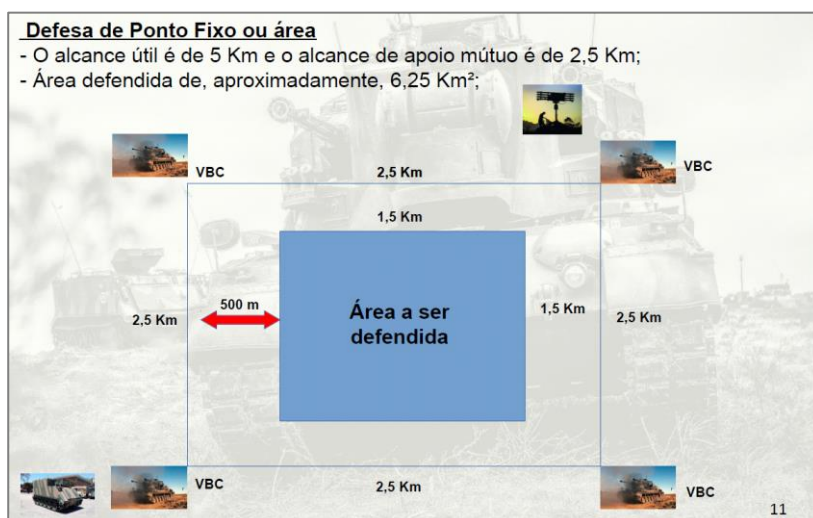 Defesa de Ponto Fixo ou área
- O alcance útil é de 5 Km e o alcance de apoio mútuo é de 2,5 Km;
- Área defendida de, aproximadamente, 6,25 Km²;
VBC
2,5 Km
VBC
1,5 Km
500 m
2,5 Km
Área a ser
defendida
1,5 Km
2,5 Km
VBC
2,5 Km
VBC
11